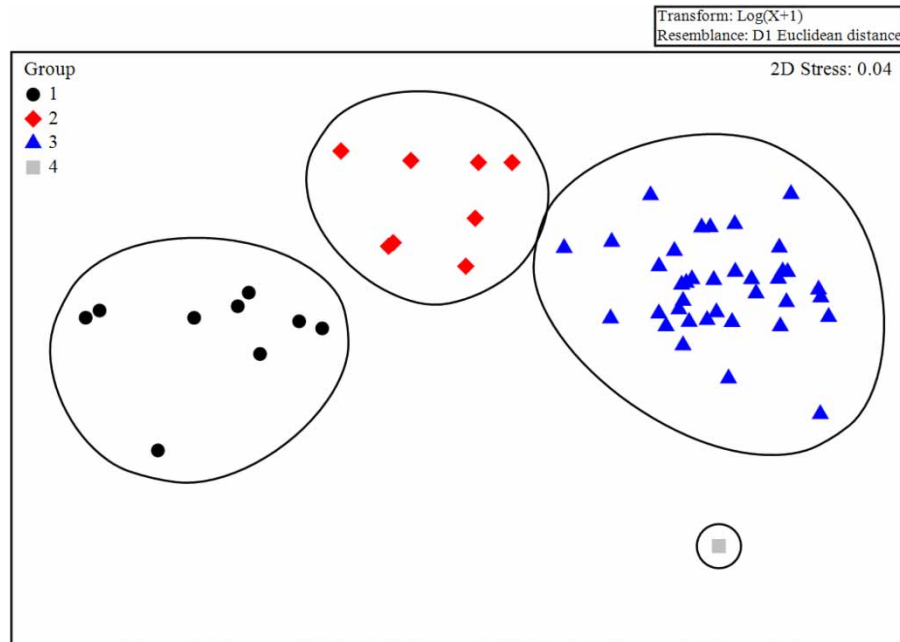 Transform: Log(X+1)
Resemblance: D1 Euclidean distance
Group
2D Stress: 0.04
1
2
3
4